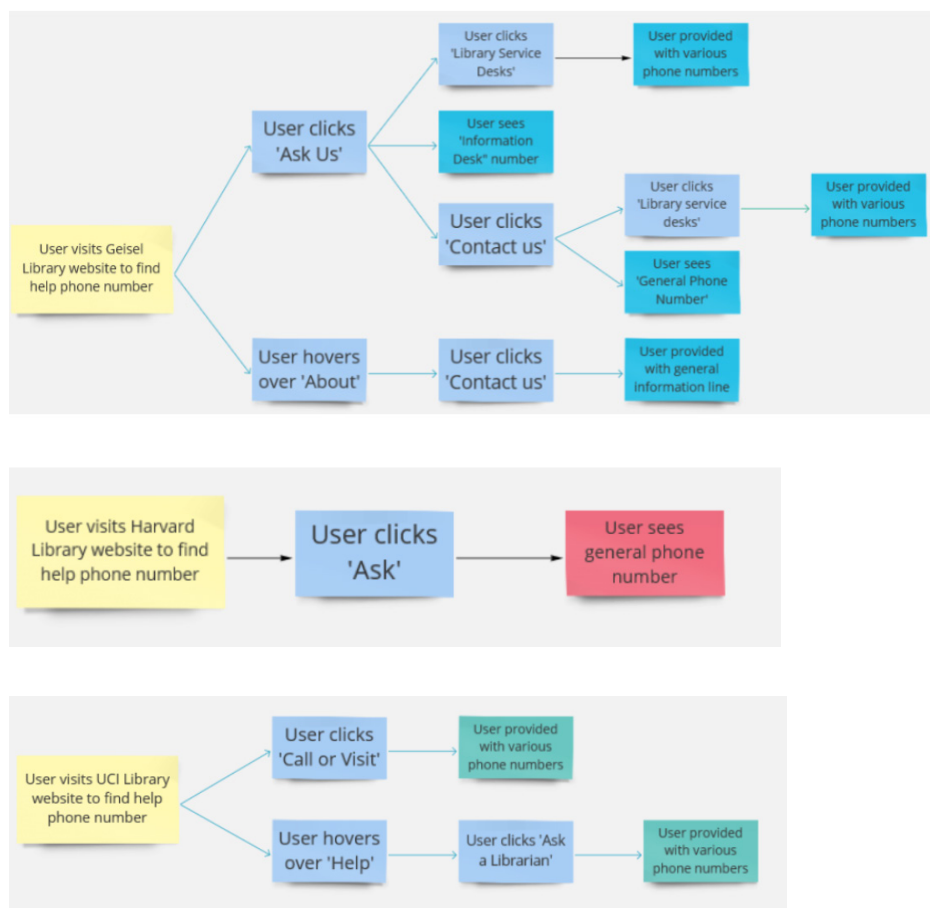 User clicks
'Library Service
Desks'
User provided
with various
phone numbers
User clicks
'Ask Us'
User sees
'Information
Desk" number
User clicks
'Contact us'
User clicks
'Library service
desks'
User provided
with various
phone numbers
User sees
'General Phone
Number'
User visits Geisel
Library website to find
help phone number
User hovers
over 'About'
User clicks
'Contact us'
User provided
with general
information line
User visits Harvard
Library website to find
help phone number
User clicks
'Ask'
User sees
general phone
number
User visits UCI Library
website to find help
phone number
User clicks
'Call or Visit'
User provided
with various
phone numbers
User hovers
over 'Help'
User clicks 'Ask
a Librarian'
User provided
with various
phone numbers